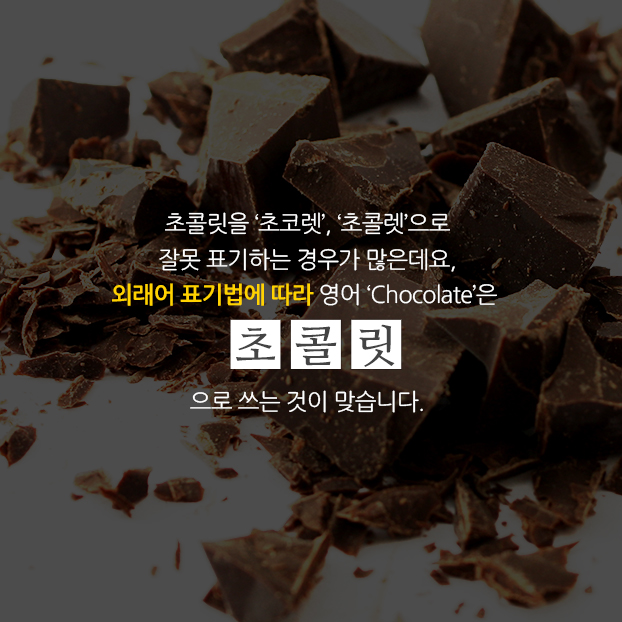 초콜릿을 ‘초코렛’, ‘초콜렛’으로
잘못 표기하는 경우가 많은데요,
외래어 표기법에 따라 영어 ‘Chocolate’은
초콜릿
으로 쓰는 것이 맞습니다.